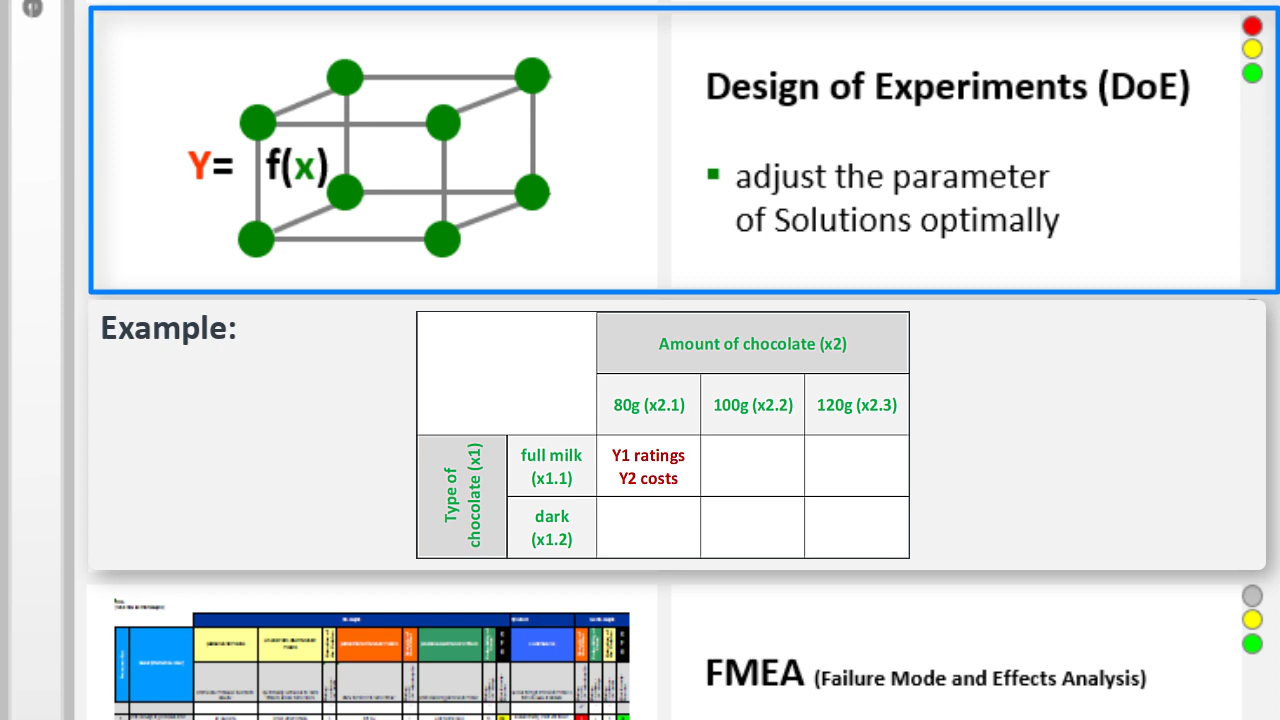 Design of Experiments (DoE)
Y= f(x)
▪ adjust the parameter
of Solutions optimally
Example:
Amount of chocolate (x2)
80g (x2.1) 100g (x2.2) 120g (x2.3)
Type of
chocolate (x1)
full milk
(x1.1)
Y1 ratings
Y2 costs
dark
(x1.2)
FMEA (Failure Mode and Effects Analysis)